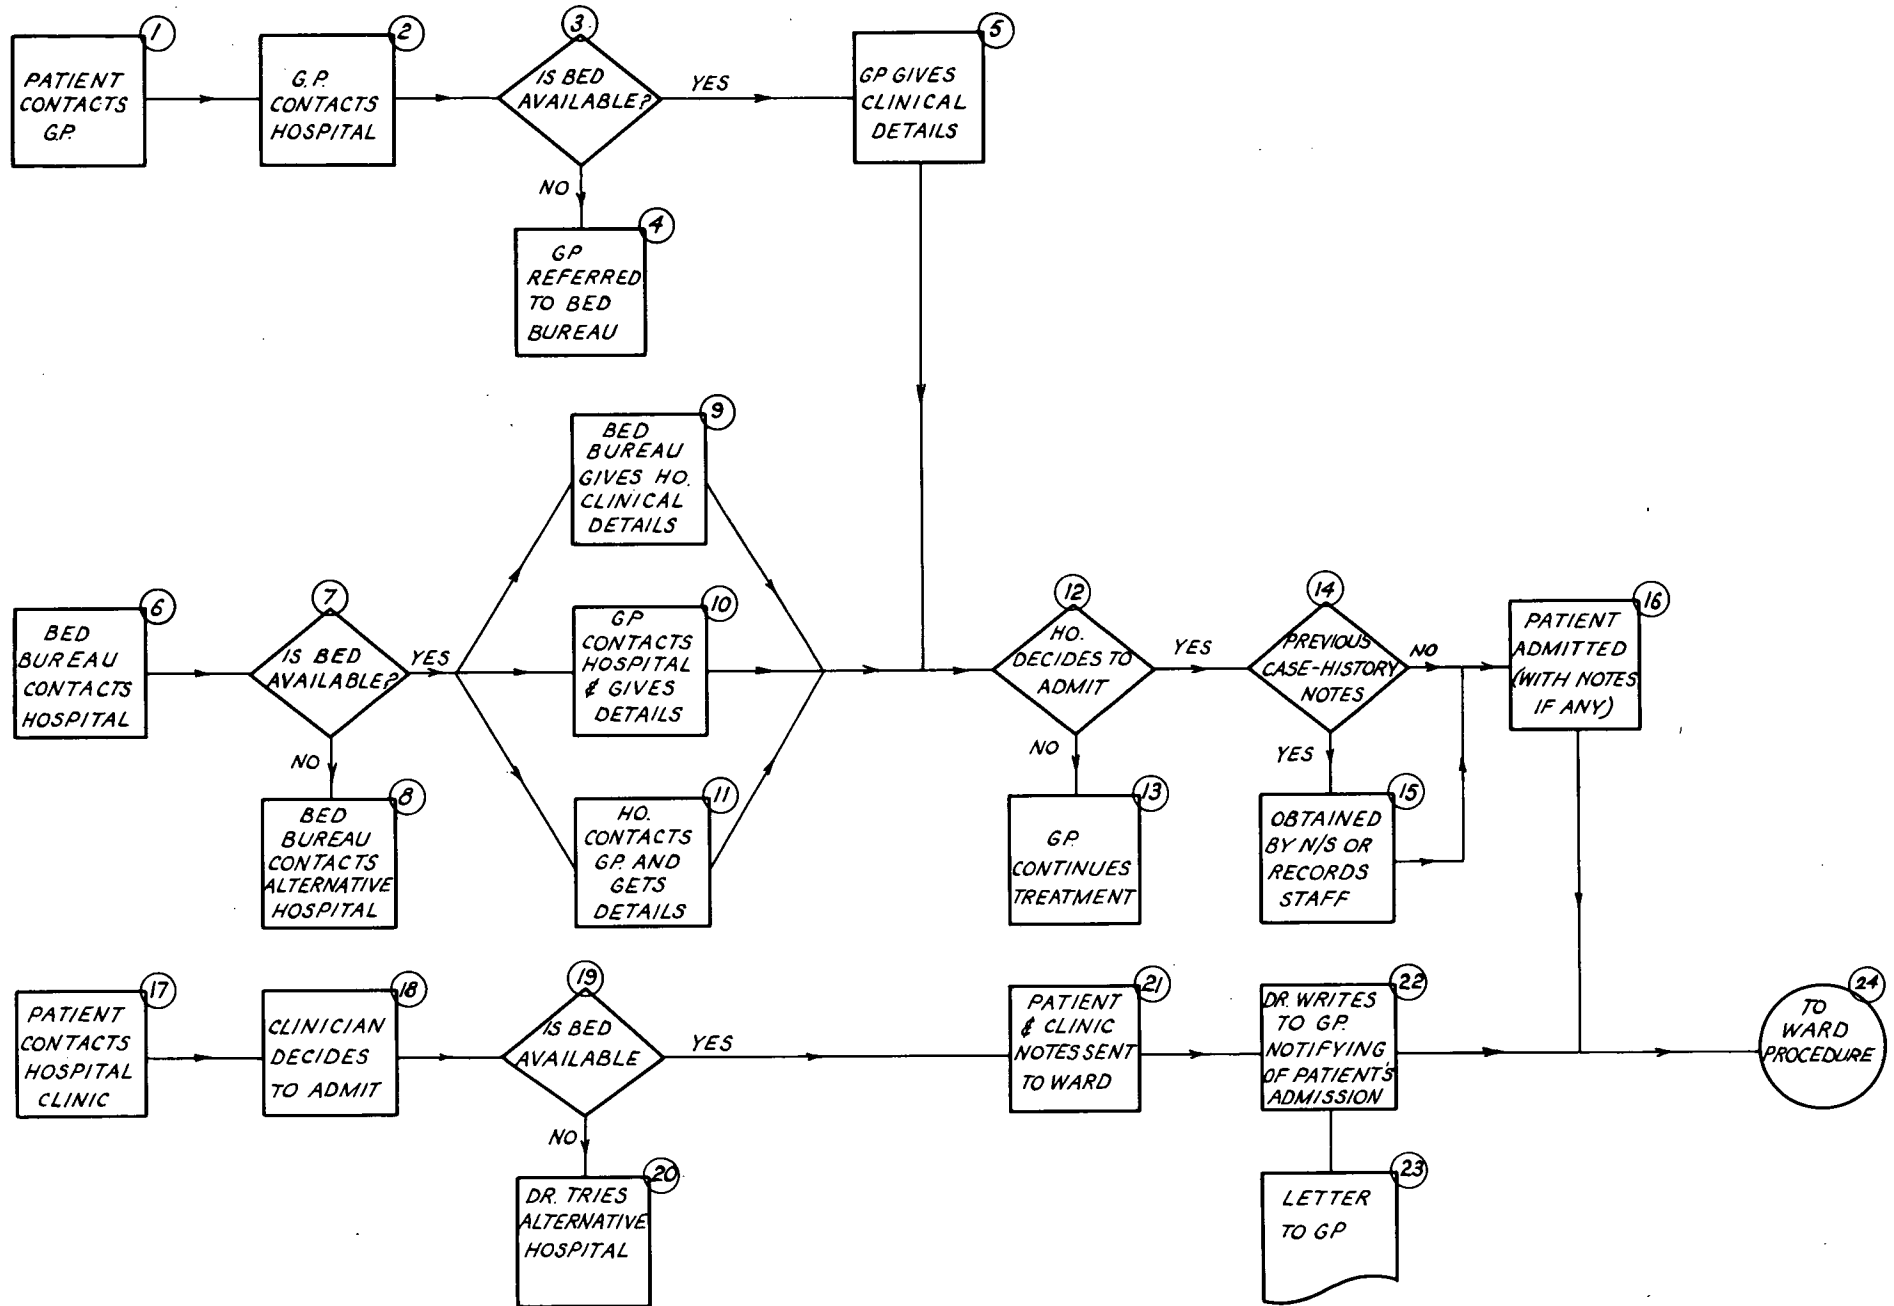 1
PATIENT
CONTACTS
G.P.
2
G.P.
CONTACTS
HOSPITAL
3
IS BED
AVAILABLE?
YES
NO
4
GP
REFERRED
TO BED
BUREAU
5
GP GIVES
CLINICAL
DETAILS
6
BED
BUREAU
CONTACTS
HOSPITAL
7
IS BED
AVAILABLE?
YES
NO
8
BED
BUREAU
CONTACTS
ALTERNATIVE
HOSPITAL
9
BED
BUREAU
GIVES HO.
CLINICAL
DETAILS
10
GP
CONTACTS
HOSPITAL
& GIVES
DETAILS
11
HO.
CONTACTS
GP. AND
GETS
DETAILS
12
HO.
DECIDES TO
ADMIT
YES
NO
13
GP.
CONTINUES
TREATMENT
14
PREVIOUS
CASE-HISTORY
NOTES
NO
YES
15
OBTAINED
BY N/S OR
RECORDS
STAFF
16
PATIENT
ADMITTED
(WITH NOTES
IF ANY)
17
PATIENT
CONTACTS
HOSPITAL
CLINIC
18
CLINICIAN
DECIDES
TO ADMIT
19
IS BED
AVAILABLE
YES
NO
20
DR. TRIES
ALTERNATIVE
HOSPITAL
21
PATIENT
& CLINIC
NOTES SENT
TO WARD
22
DR. WRITES
TO GP.
NOTIFYING
OF PATIENT'S
ADMISSION
23
LETTER
TO GP
24
TO
WARD
PROCEDURE